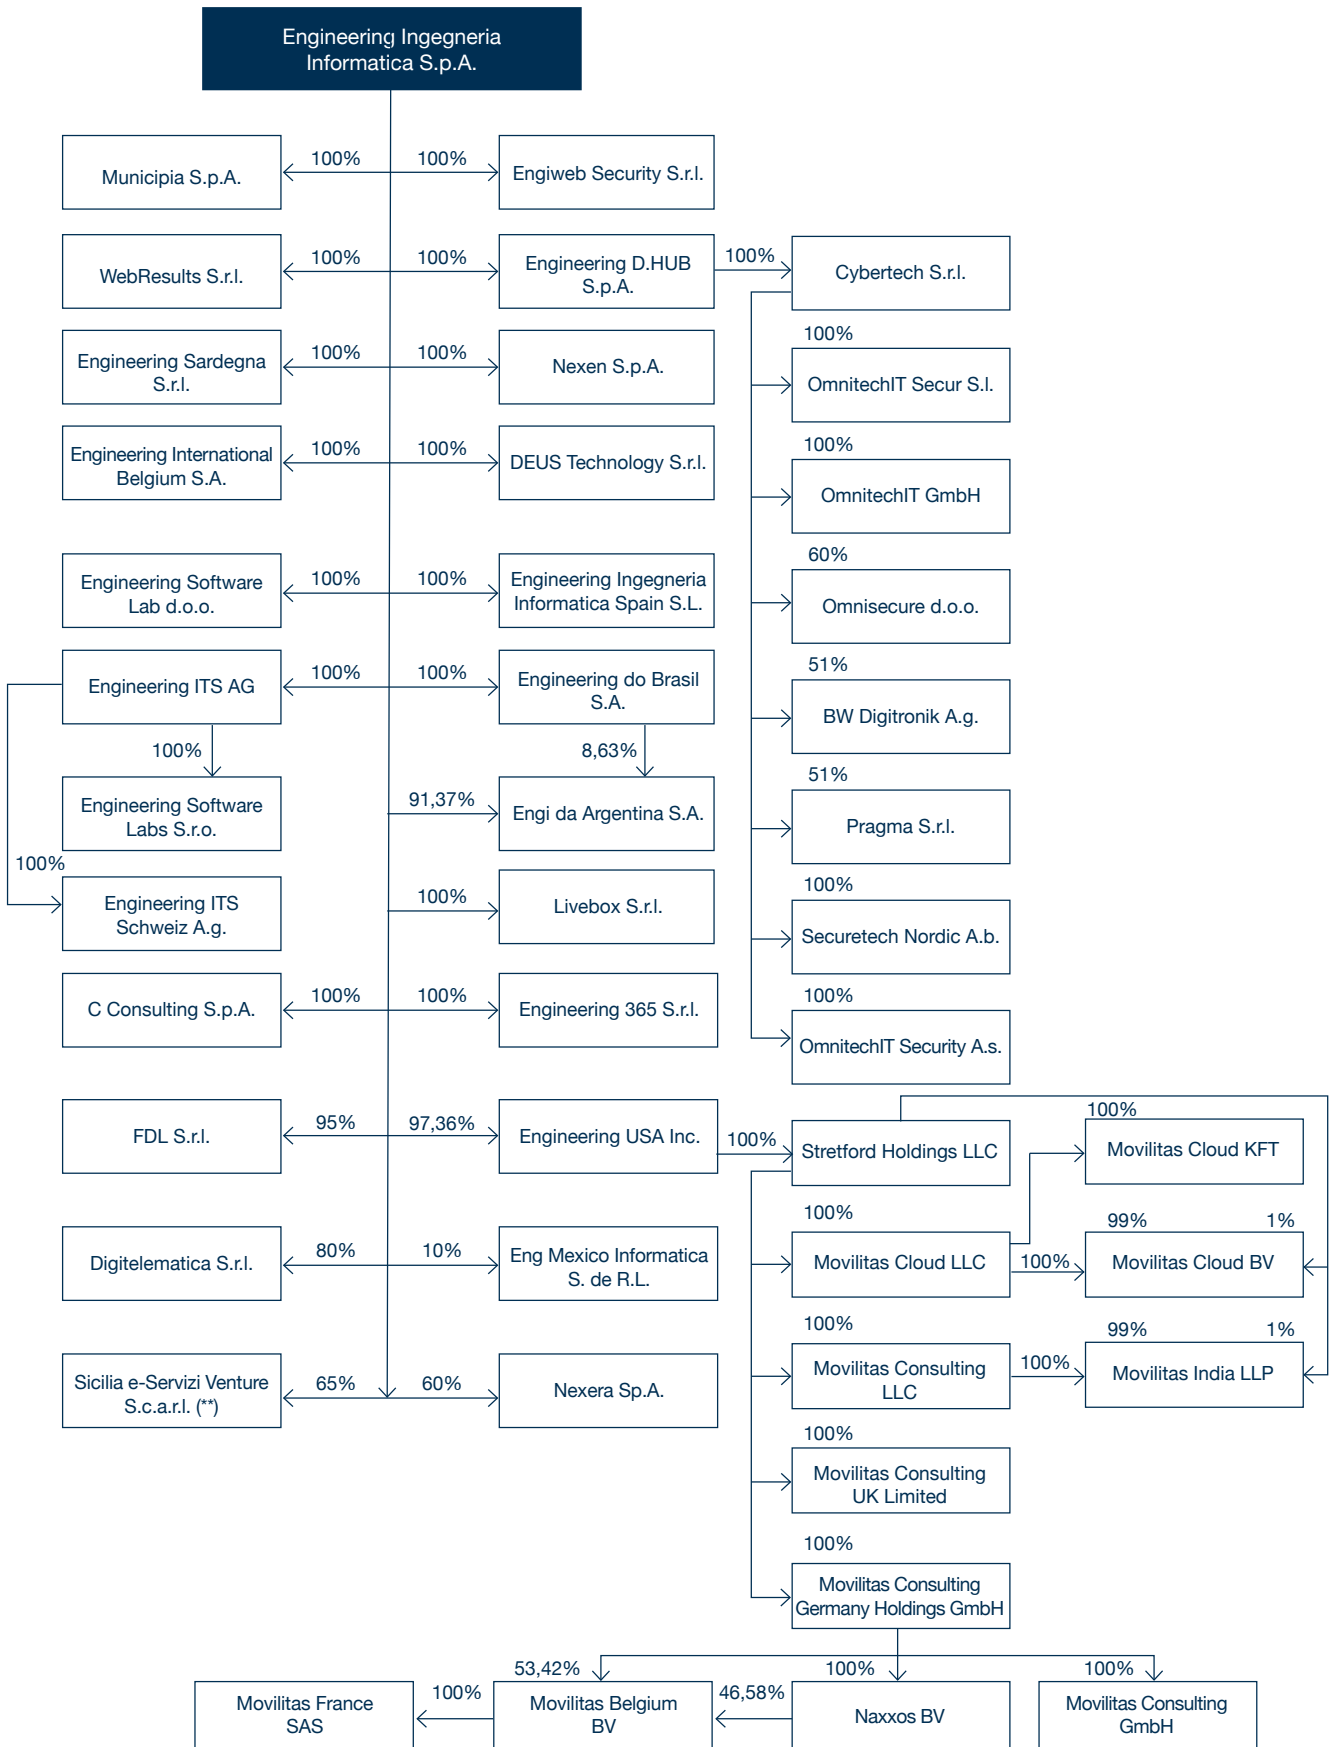 Engineering Ingegneria
Informatica S.p.A.
Municipia S.p.A.
100%
100%
Engiweb Security S.r.l.
WebResults S.r.l.
100%
100%
Engineering D.HUB
S.p.A.
100%
Cybertech S.r.l.
Engineering Sardegna
S.r.l.
100%
100%
Nexen S.p.A.
100%
OmnitechIT Secur S.l.
Engineering International
Belgium S.A.
100%
100%
DEUS Technology S.r.l.
100%
OmnitechIT GmbH
Engineering Software
Lab d.o.o.
100%
100%
Engineering Ingegneria
Informatica Spain S.L.
60%
Omnisecure d.o.o.
Engineering ITS AG
100%
100%
Engineering do Brasil
S.A.
51%
BW Digitronik A.g.
100%
8,63%
Engineering Software
Labs S.r.o.
91,37%
Engi da Argentina S.A.
51%
Pragma S.r.l.
100%
Engineering ITS
Schweiz A.g.
100%
Livebox S.r.l.
100%
Securetech Nordic A.b.
C Consulting S.p.A.
100%
100%
Engineering 365 S.r.l.
100%
OmnitechIT Security A.s.
FDL S.r.l.
95%
97,36%
Engineering USA Inc.
100%
Stretford Holdings LLC
100%
Movilitas Cloud KFT
Digitelematica S.r.l.
80%
10%
Eng Mexico Informatica
S. de R.L.
100%
Movilitas Cloud LLC
100%
99%
1%
Movilitas Cloud BV
Sicilia e-Servizi Venture
S.c.a.r.l. (**)
65%
60%
Nexera Sp.A.
100%
Movilitas Consulting
LLC
100%
99%
1%
Movilitas India LLP
100%
Movilitas Consulting
UK Limited
100%
Movilitas Consulting
Germany Holdings GmbH
53,42%
100%
100%
Movilitas France
SAS
100%
Movilitas Belgium
BV
46,58%
Naxxos BV
Movilitas Consulting
GmbH